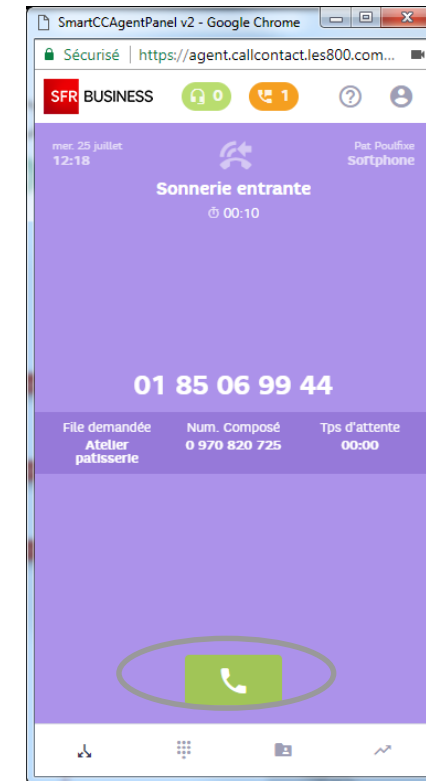 SmartCCAgentPanel v2 - Google Chrome
Sécurisé | https://agent.callcontact.les800.com...
SFR BUSINESS 0 1 ?
mer. 25 juillet
12:18
Pat Poulfixe
Softphone
Sonnerie entrante
00:10
01 85 06 99 44
File demandée
Atelier
patisserie
Num. Composé
0 970 820 725
Tps d'attente
00:00